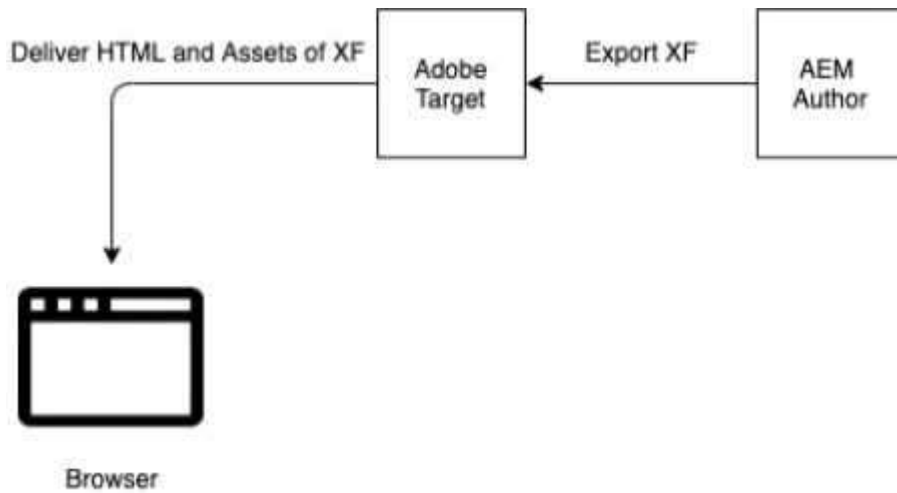 Deliver HTML and Assets of XF
Adobe
Target
Export XF
AEM
Author
Browser